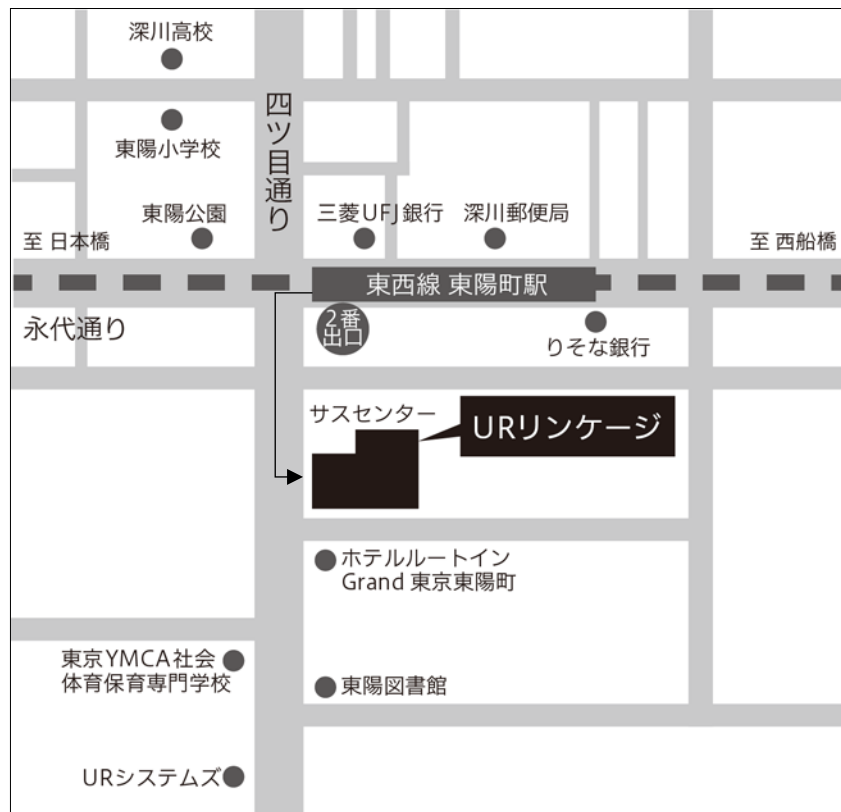 深川高校
四ツ目通り
東陽小学校
東陽公園
三菱UFJ銀行
深川郵便局
至 日本橋
至 西船橋
東西線 東陽町駅
永代通り
2番
出口
りそな銀行
サスセンター
URリンケージ
ホテルルートイン
Grand 東京東陽町
東京YMCA社会
体育保育専門学校
東陽図書館
URシステムズ